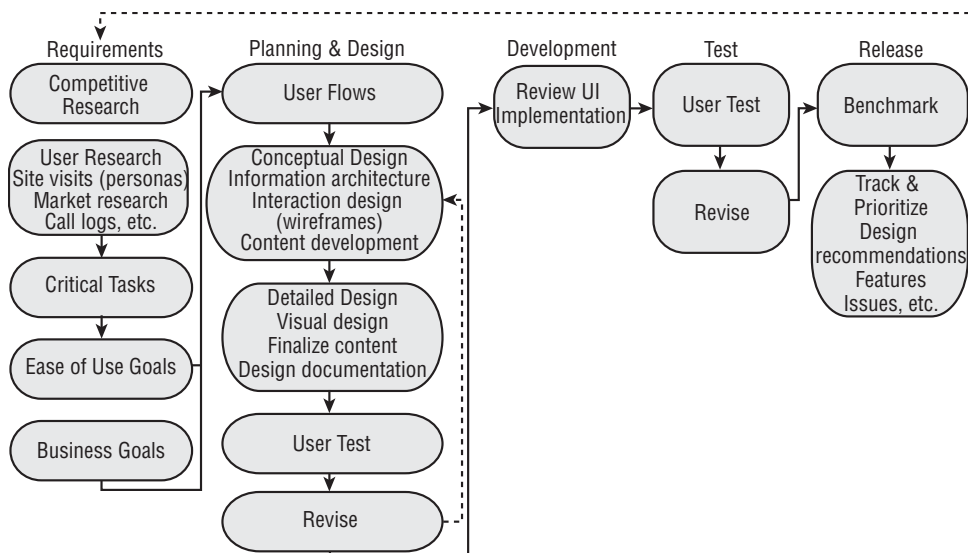 Requirements
Competitive
Research
User Research
Site visits (personas)
Market research
Call logs, etc.
Critical Tasks
Ease of Use Goals
Business Goals
Planning & Design
User Flows
Conceptual Design
Information architecture
Interaction design
(wireframes)
Content development
Detailed Design
Visual design
Finalize content
Design documentation
User Test
Revise
Development
Review UI
Implementation
Test
User Test
Revise
Release
Benchmark
Track &
Prioritize
Design
recommendations
Features
Issues, etc.